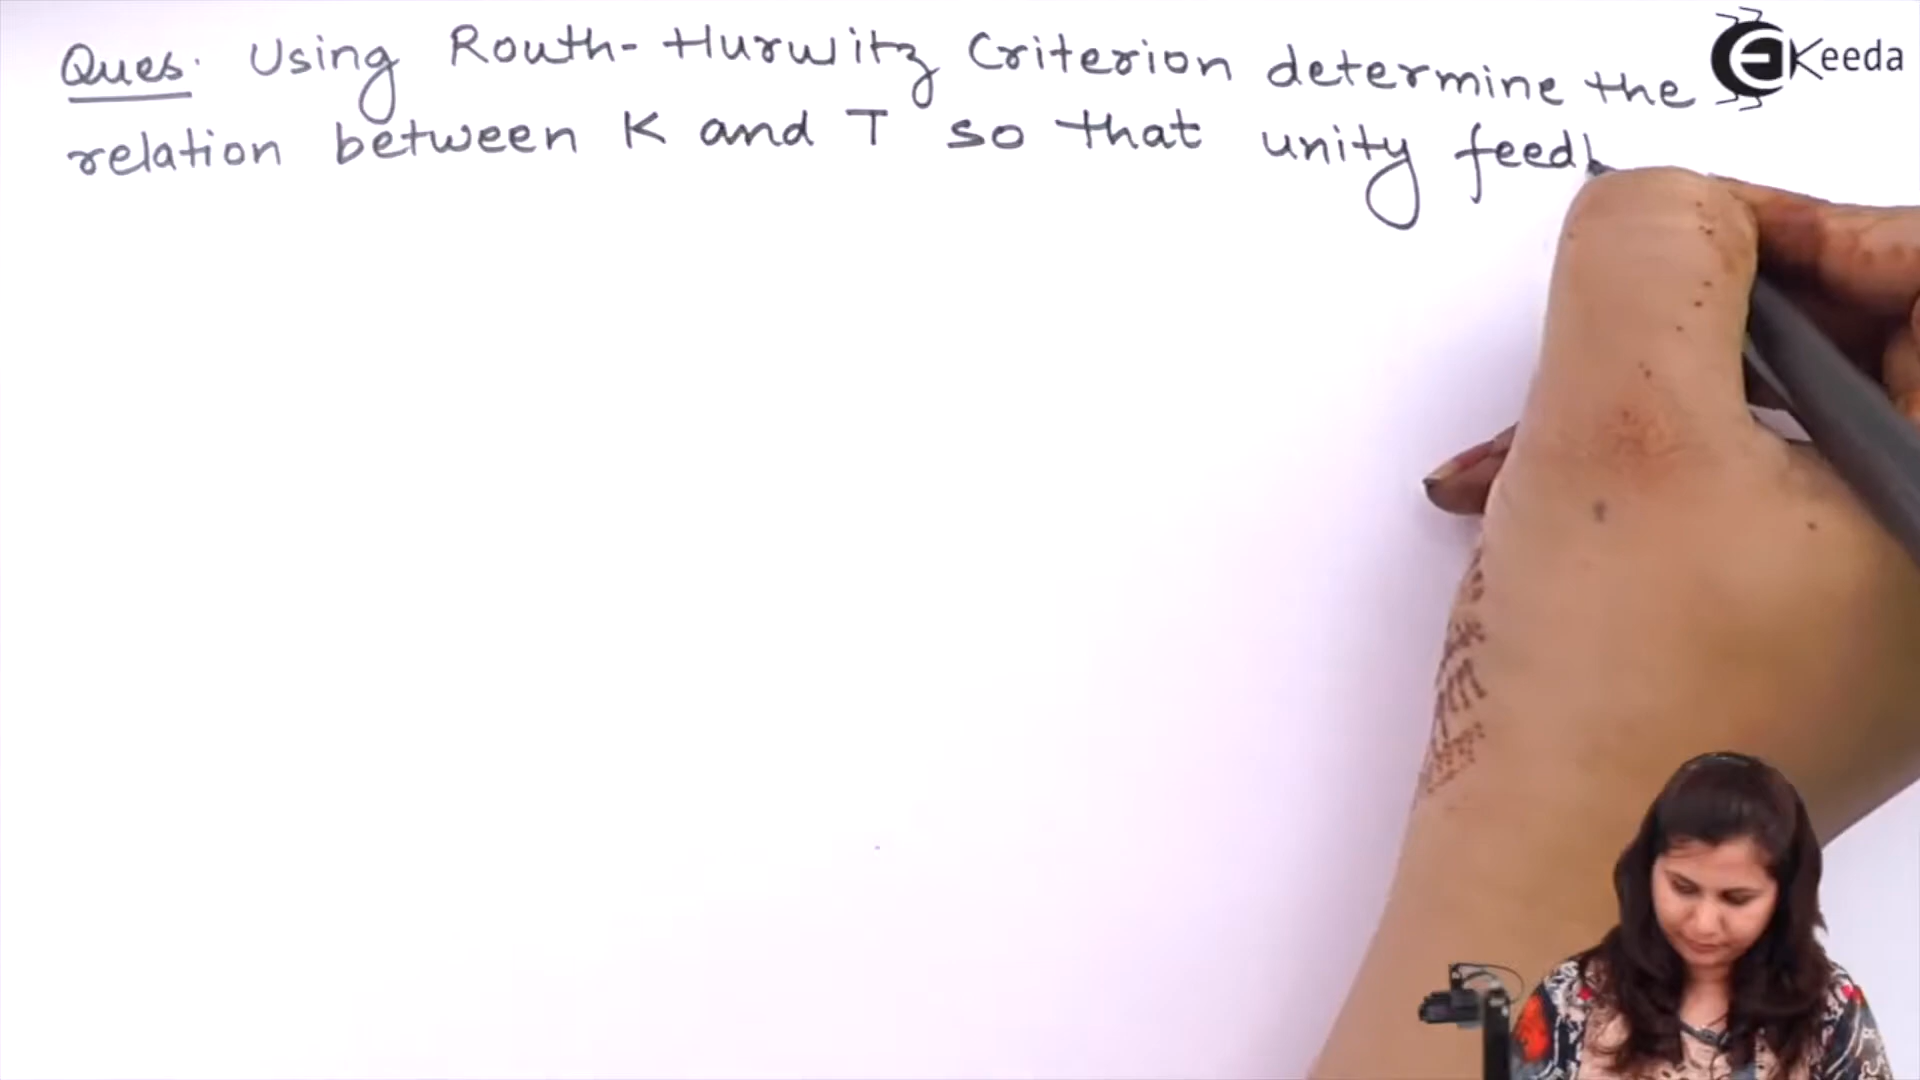 Ques. Using Routh-Hurwitz Criterion determine the
relation between K and T so that unity feed
Keeda